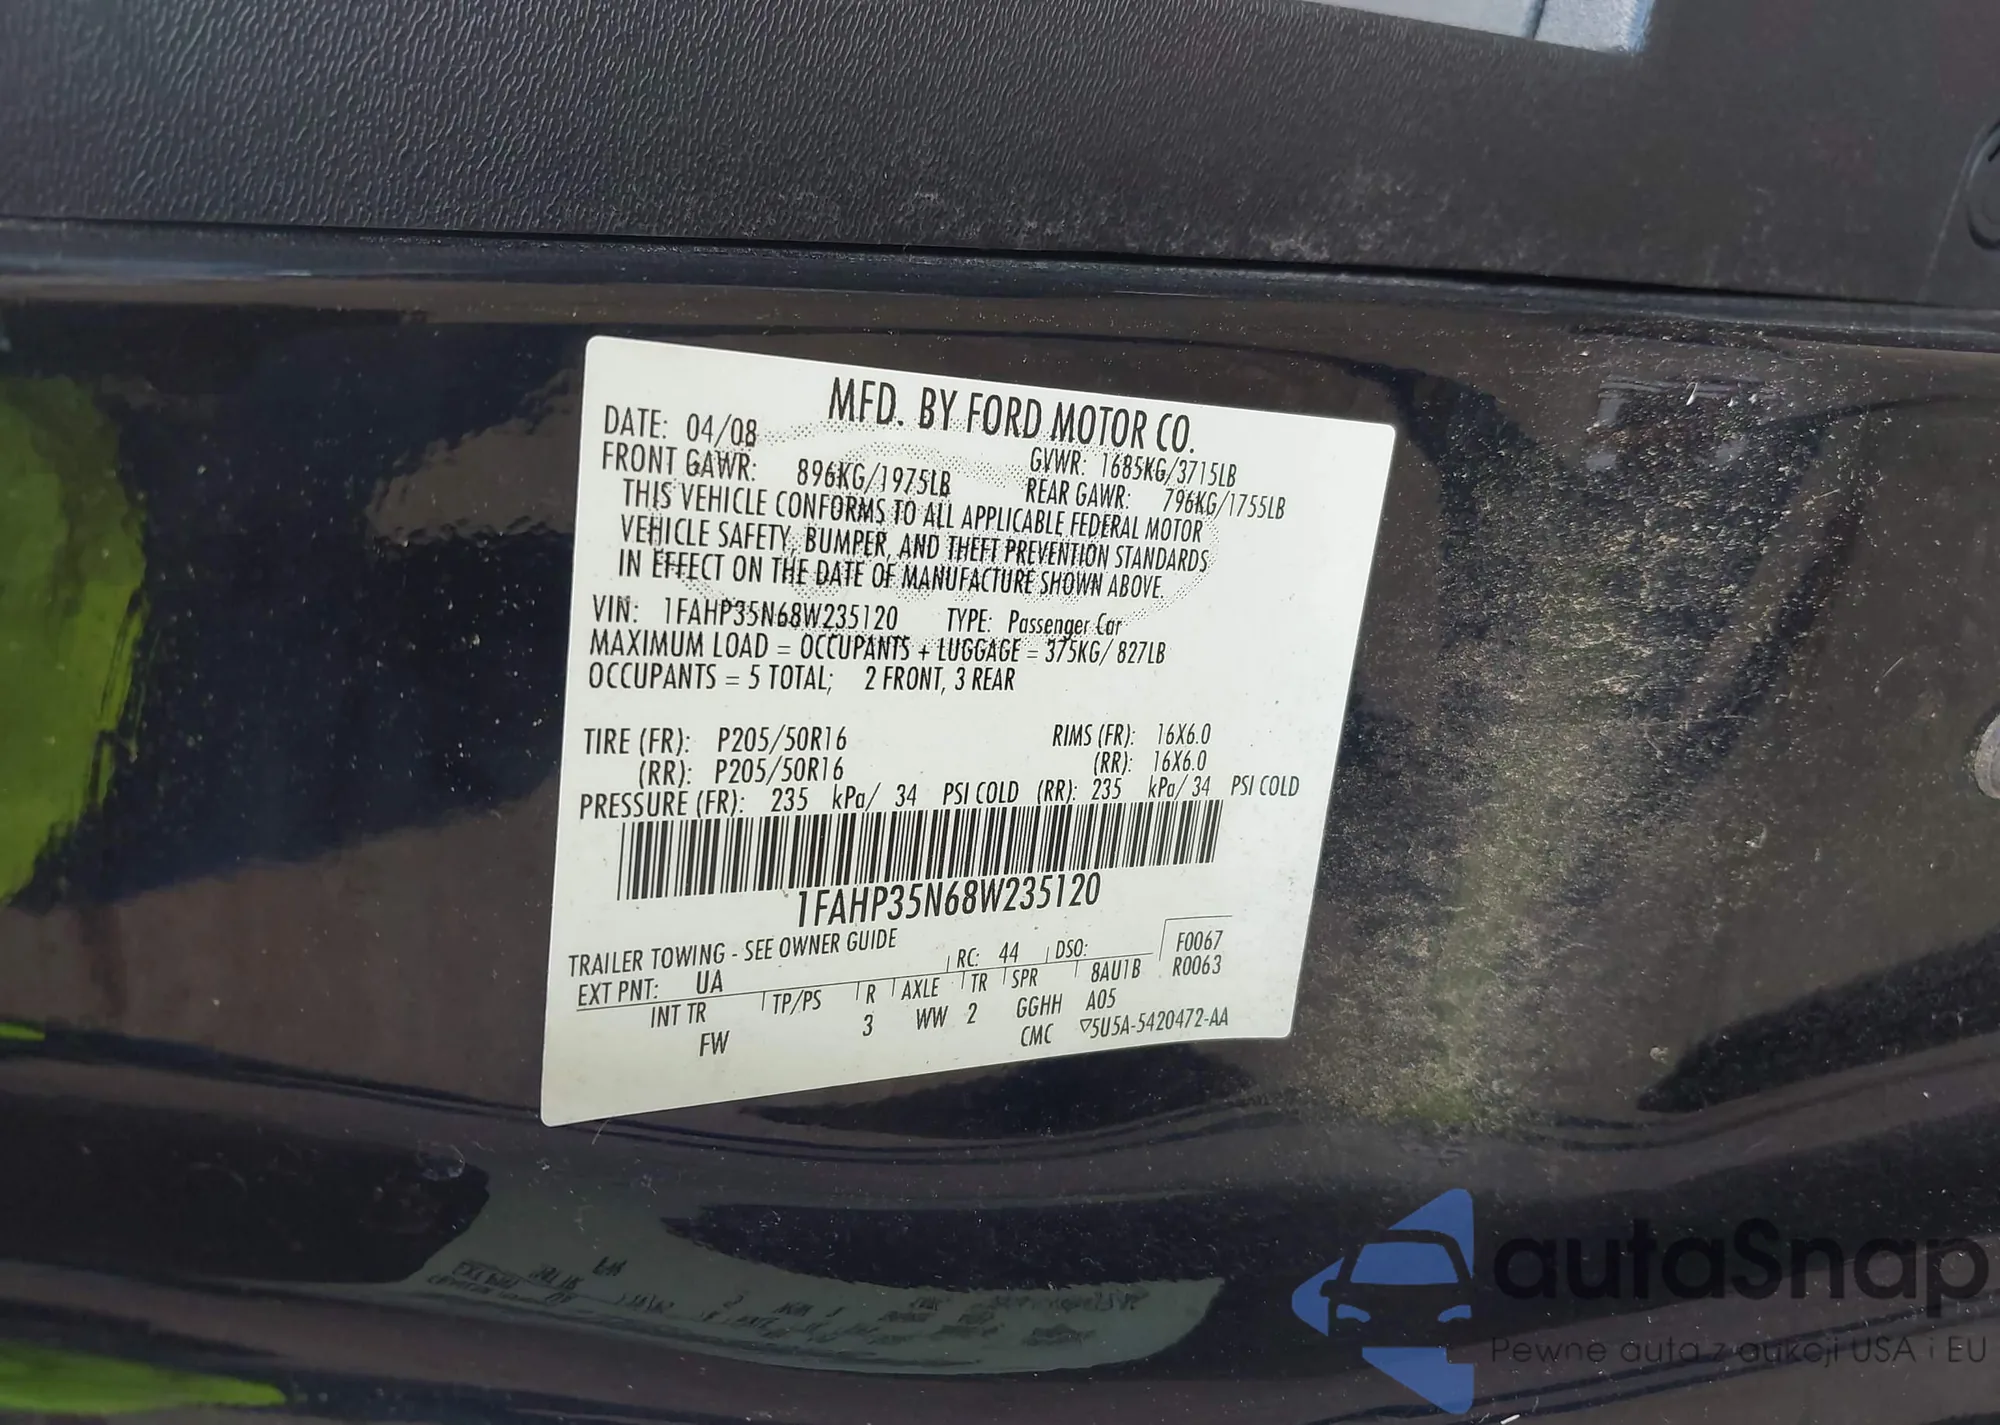 MFD. BY FORD MOTOR CO.
DATE: 04/08
GVWR: 1685KG/3715LB
FRONT GAWR: 896KG/1975LB
REAR GAWR: 796KG/1755LB
THIS VEHICLE CONFORMS TO ALL APPLICABLE FEDERAL MOTOR
VEHICLE SAFETY, BUMPER, AND THEFT PREVENTION STANDARDS
IN EFFECT ON THE DATE OF MANUFACTURE SHOWN ABOVE.
VIN: 1FAHP35N68W235120 TYPE: Passenger Car
MAXIMUM LOAD = OCCUPANTS + LUGGAGE = 375KG/ 827LB
OCCUPANTS = 5 TOTAL; 2 FRONT, 3 REAR
TIRE (FR): P205/50R16 RIMS (FR): 16X6.0
(RR): P205/50R16 (RR): 16X6.0
PRESSURE (FR): 235 kPa/ 34 PSI COLD (RR): 235 kPa/ 34 PSI COLD
1FAHP35N68W235120
TRAILER TOWING - SEE OWNER GUIDE
EXT PNT: UA RC: 44 DSO: F0067
INT TR TP/PS R AXLE TR SPR 8AU1B R0063
FW 3 WW 2 GGHH A05
CMC ▽5U5A-5420472-AA
autaSnap
Pewne auta z aukcji USA i EU